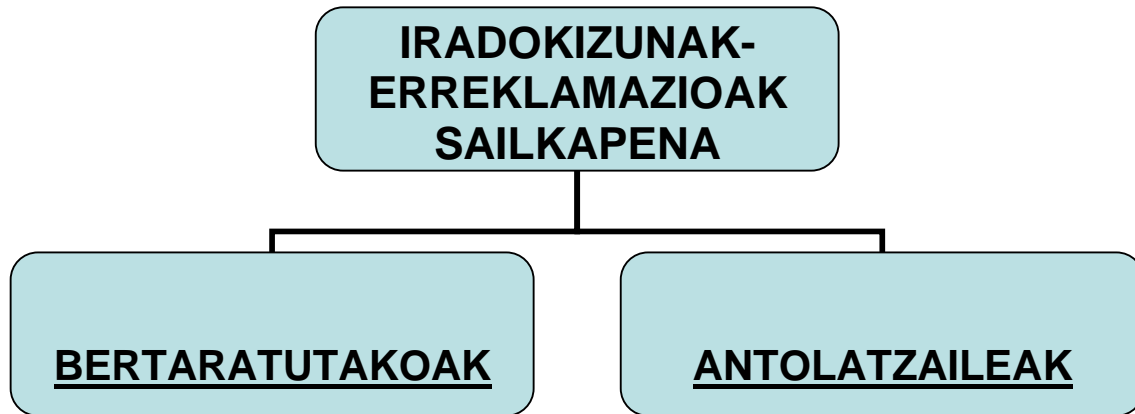 IRADOKIZUNAK-
ERREKLAMAZIOAK
SAILKAPENA
BERTARATUTAKOAK
ANTOLATZAILEAK